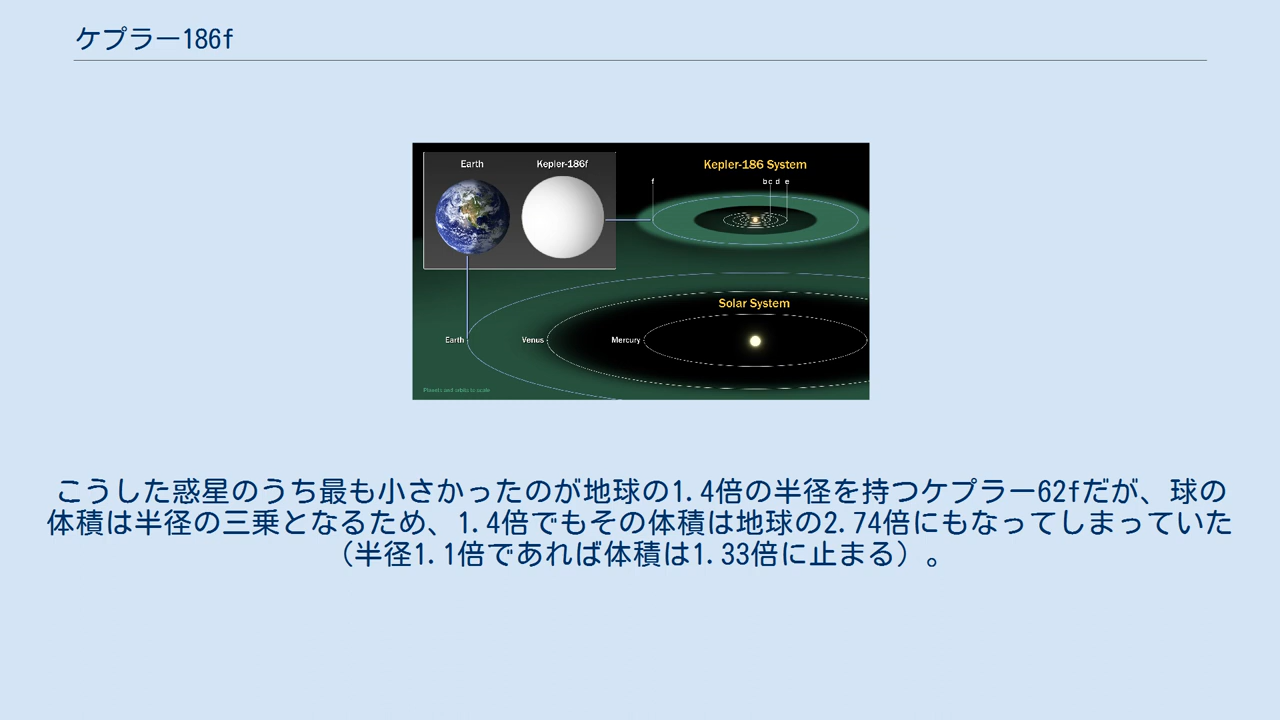 ケプラー186f
Earth
Kepler-186f
Kepler-186 System
f
b c d e
Solar System
Earth
Venus
Mercury
Planets and orbits to scale
こうした惑星のうち最も小さかったのが地球の1.4倍の半径を持つケプラー62fだが、球の
体積は半径の三乗となるため、1.4倍でもその体積は地球の2.74倍にもなってしまっていた
（半径1.1倍であれば体積は1.33倍に止まる）。